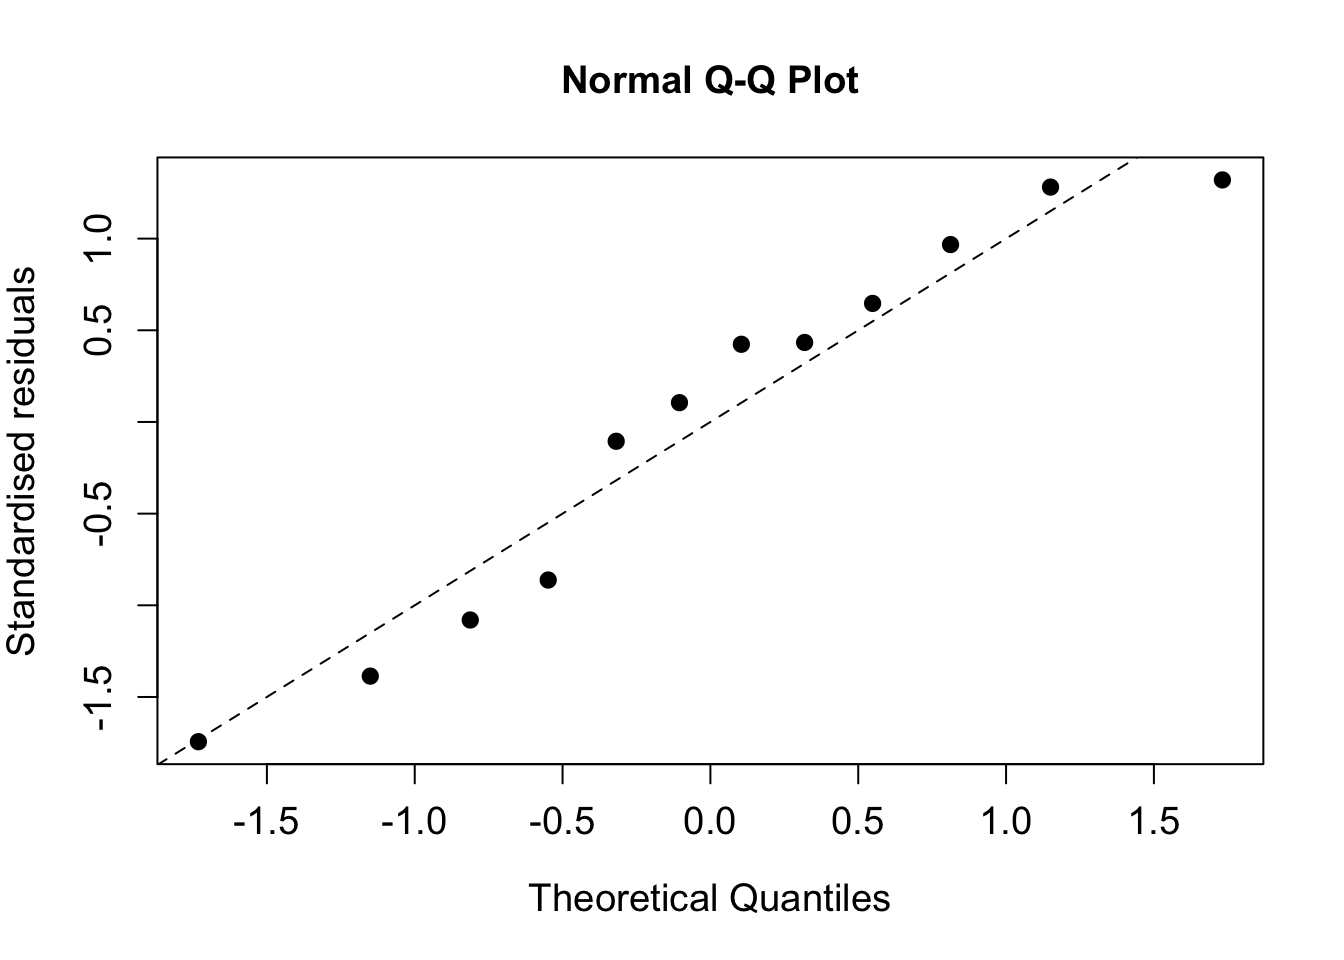 Normal Q-Q Plot
Standardised residuals
1.0
0.5
-0.5
-1.5
-1.5 -1.0 -0.5 0.0 0.5 1.0 1.5
Theoretical Quantiles